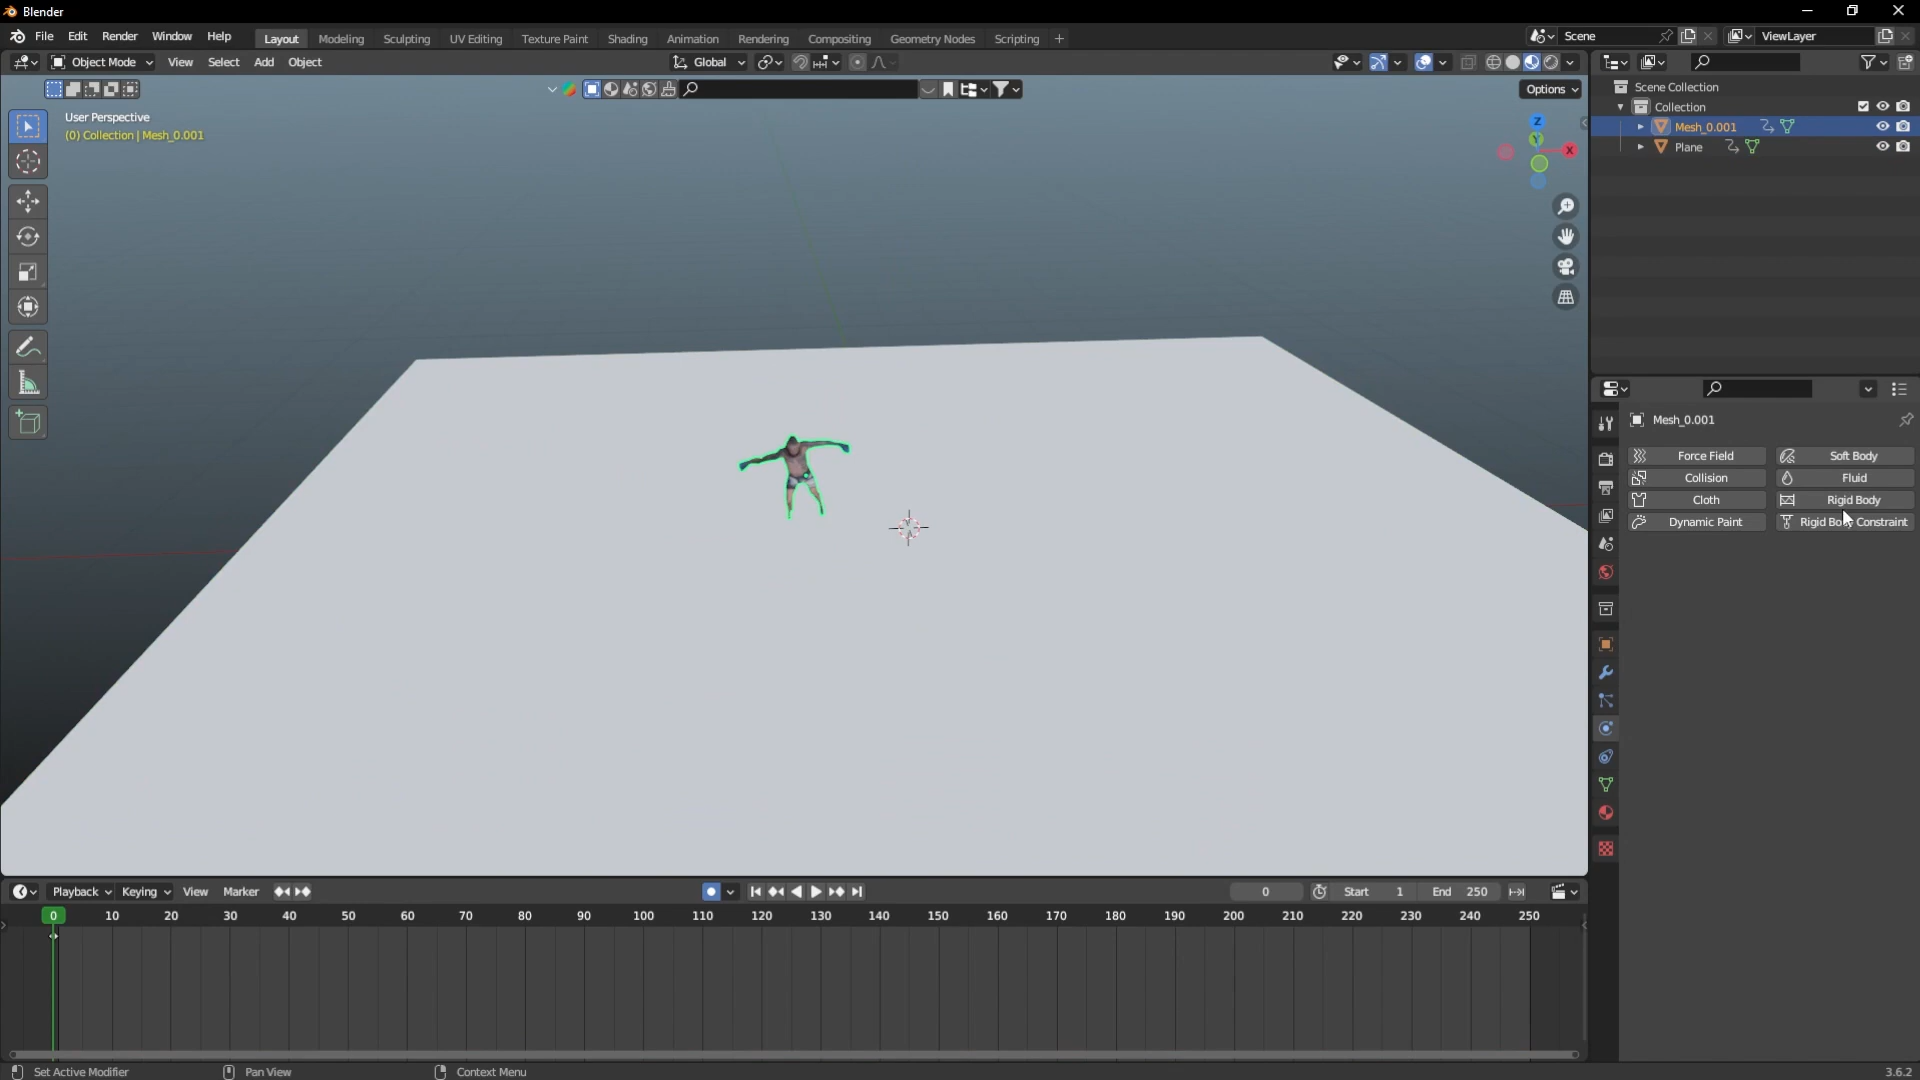 Blender
File Edit Render Window Help Layout Modeling Sculpting UV Editing Texture Paint Shading Animation Rendering Compositing Geometry Nodes Scripting + Scene ViewLayer
Object Mode View Select Add Object Global
Options
User Perspective
(0) Collection | Mesh_0.001
Z
Y
X
Scene Collection
Collection
Mesh_0.001
Plane
Mesh_0.001
Force Field Soft Body
Collision Fluid
Cloth Rigid Body
Dynamic Paint Rigid Body Constraint
Playback Keying View Marker 0 Start 1 End 250
0 10 20 30 40 50 60 70 80 90 100 110 120 130 140 150 160 170 180 190 200 210 220 230 240 250
Set Active Modifier Pan View Context Menu 3.6.2